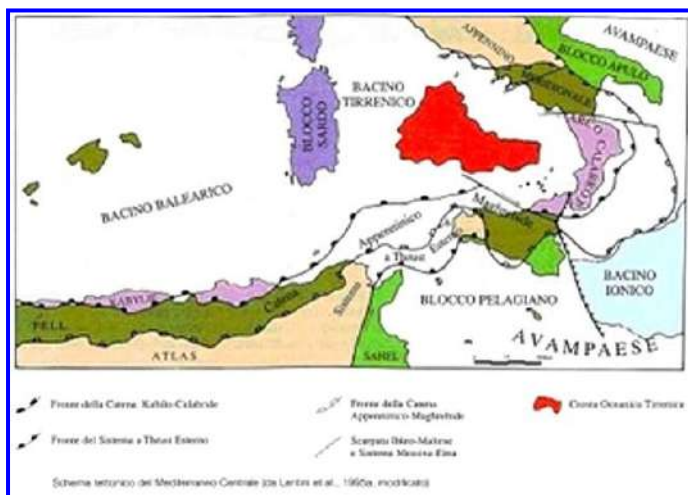 APPENNINO
AVAMPAESE
BLOCCO APULO
MERIDIONALE
BACINO
TIRRENICO
BLOCCO
SARDO
ARCO CALABRO
BACINO BALEARICO
Appenninico
Maghrebide
Esterno
a Thrust
Sistema
Catena
BACINO
IONICO
BLOCCO PELAGIANO
AVAMPAESE
TELL
ATLAS
SAHEL
Fronte della Catena Kabilo-Calabride
Fronte del Sistema a Thrust Esterno
Fronte della Catena
Appenninico-Maghrebide
Scarpata Ibleo-Maltese
e Sistema Messina-Etna
Crosta Oceanica Tirrenica
Schema tettonico del Mediterraneo Centrale (da Lentini et al., 1995a, modificato)